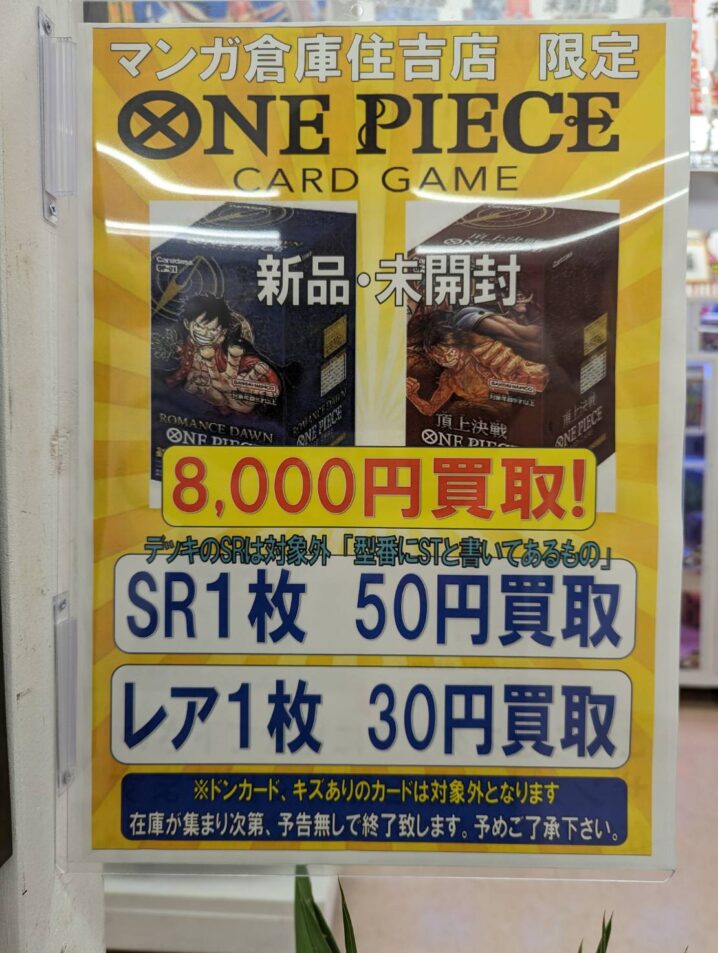 マンガ倉庫住吉店 限定
ONE PIECE
CARD GAME
新品・未開封
ROMANCE DAWN
ONE PIECE
頂上決戦
ONE PIECE
8,000円買取!
デッキのSRは対象外「型番にSTと書いてあるもの」
SR1枚 50円買取
レア1枚 30円買取
※ドンカード、キズありのカードは対象外となります
在庫が集まり次第、予告無しで終了致します。予めご了承下さい。